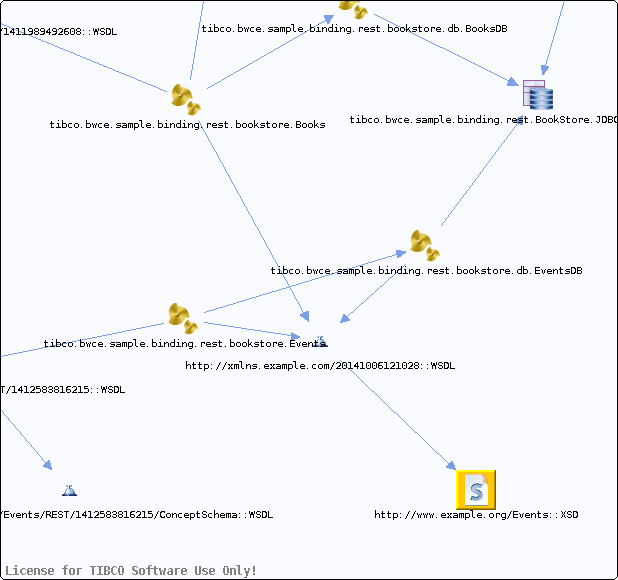 tibco.bwce.sample.binding.rest.bookstore.db.BooksDB
/1411989492608::WSDL
tibco.bwce.sample.binding.rest.BookStore.JDBC
tibco.bwce.sample.binding.rest.bookstore.Books
tibco.bwce.sample.binding.rest.bookstore.db.EventsDB
tibco.bwce.sample.binding.rest.bookstore.Events
http://xmlns.example.com/20141006121028::WSDL
T/1412583816215::WSDL
/Events/REST/1412583816215/ConceptSchema::WSDL
http://www.example.org/Events::XSD
License for TIBCO Software Use Only!